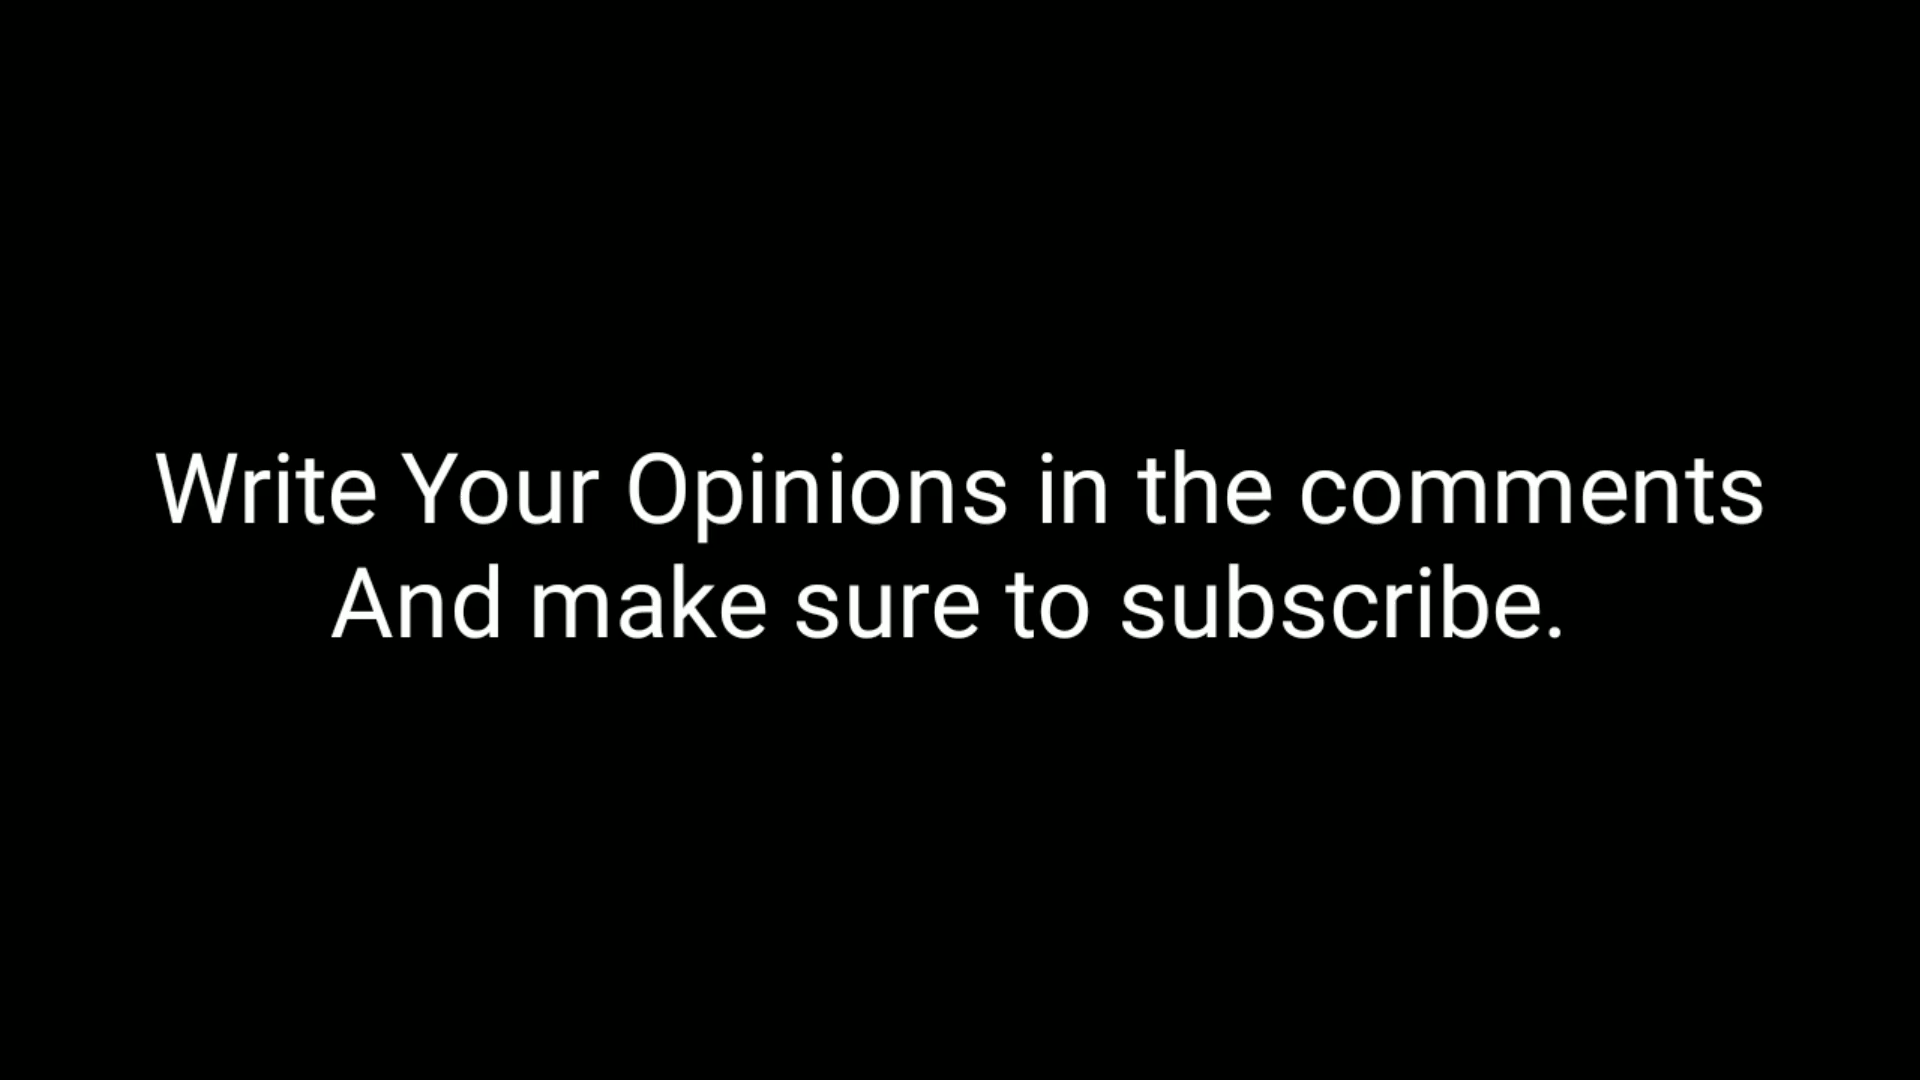 Write Your Opinions in the comments
And make sure to subscribe.